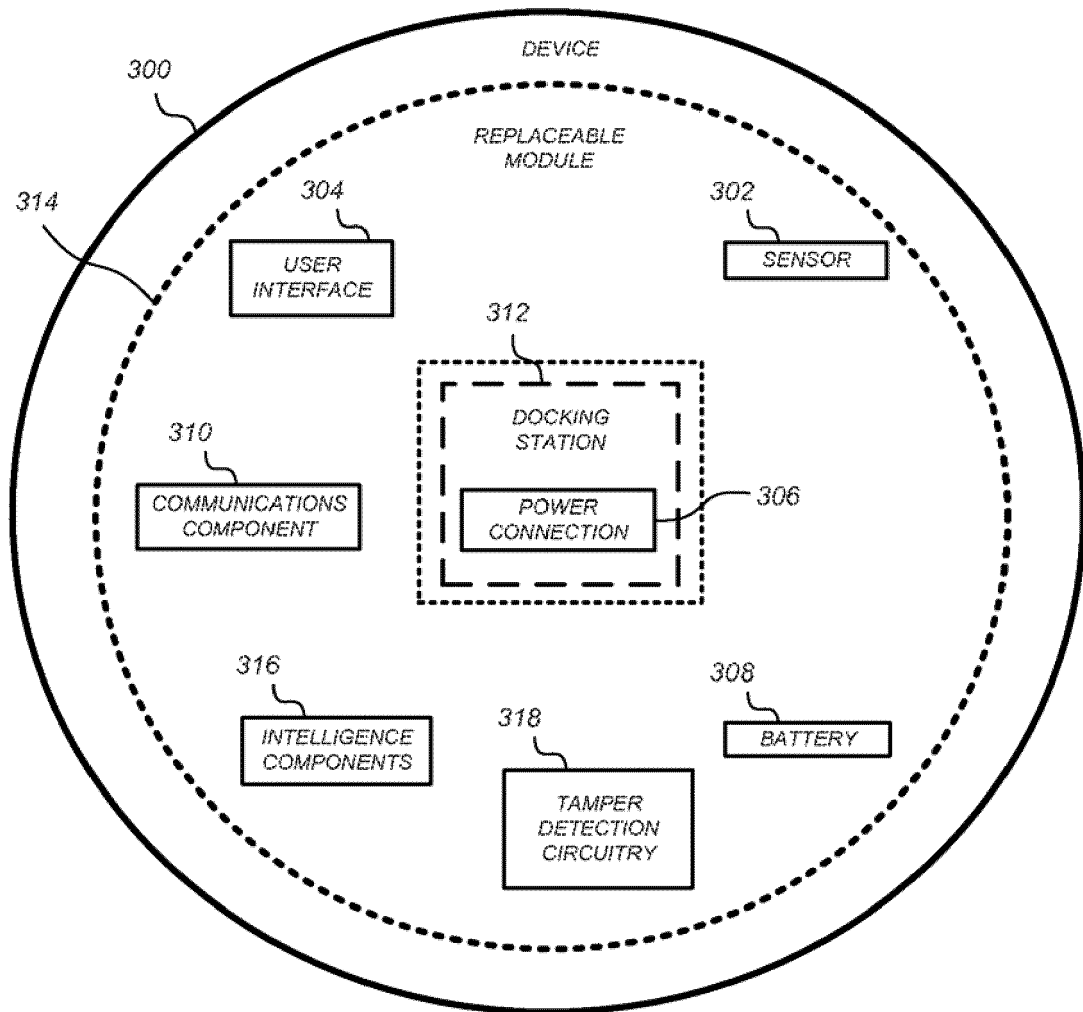 DEVICE
300
REPLACEABLE
MODULE
314
304
302
USER
INTERFACE
SENSOR
312
DOCKING
STATION
310
COMMUNICATIONS
COMPONENT
POWER
CONNECTION
306
316
318
308
INTELLIGENCE
COMPONENTS
BATTERY
TAMPER
DETECTION
CIRCUITRY